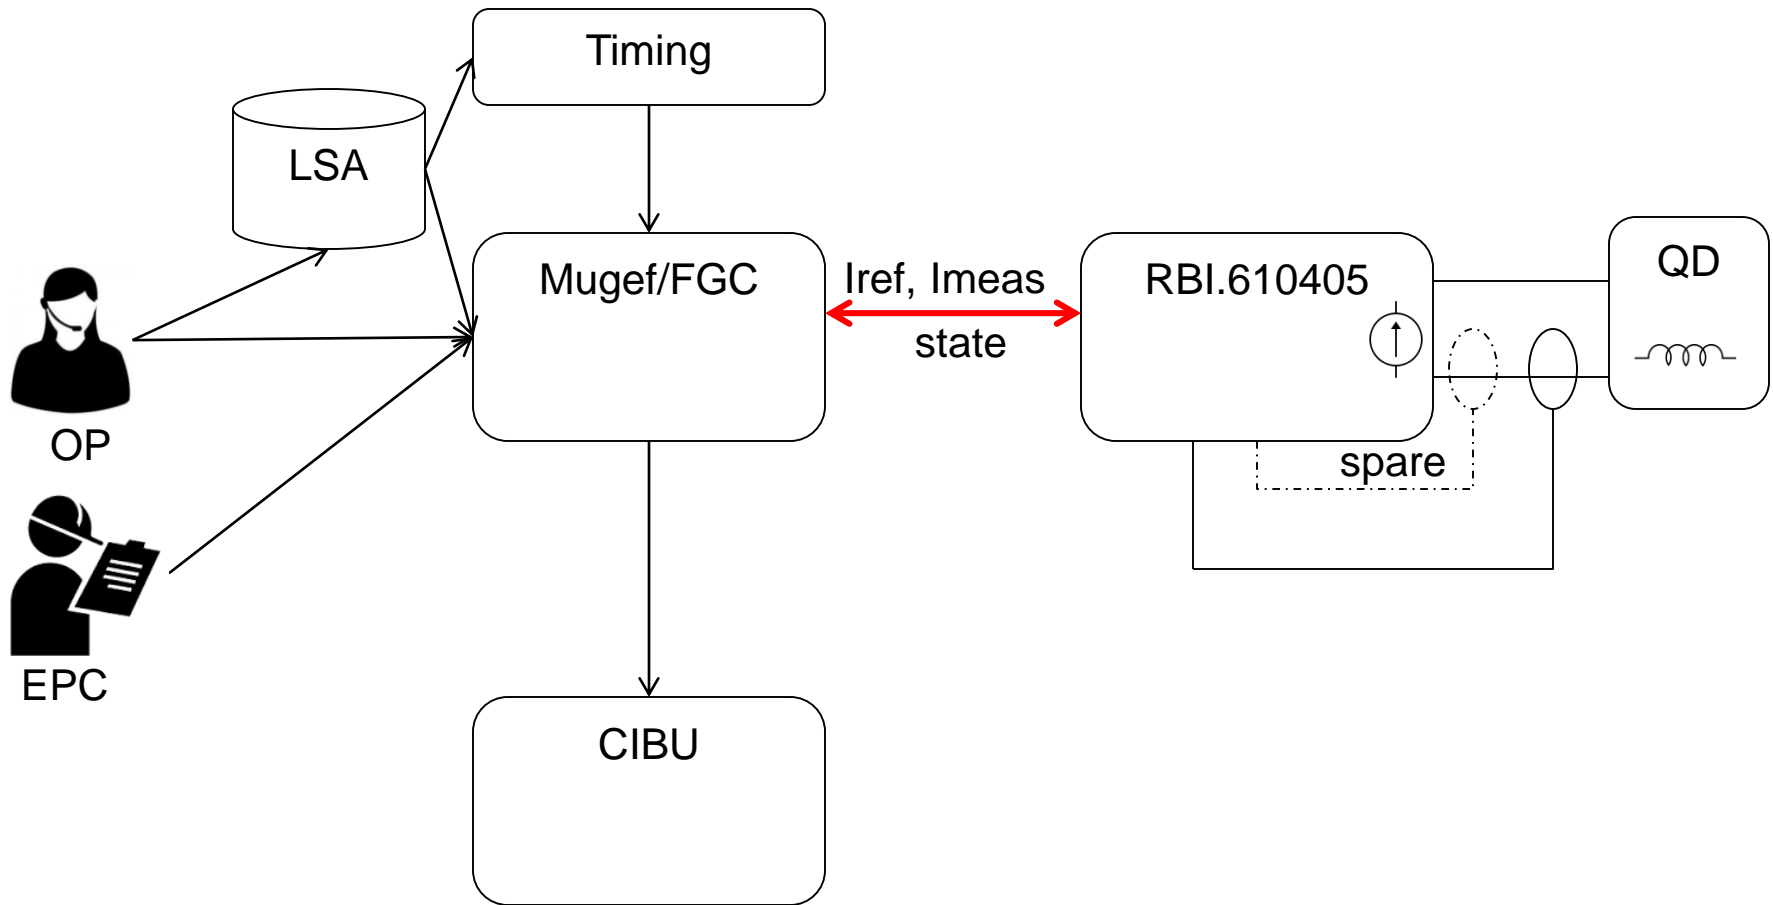 Timing
LSA
Mugef/FGC
Iref, Imeas
state
RBI.610405
QD
OP
spare
EPC
CIBU